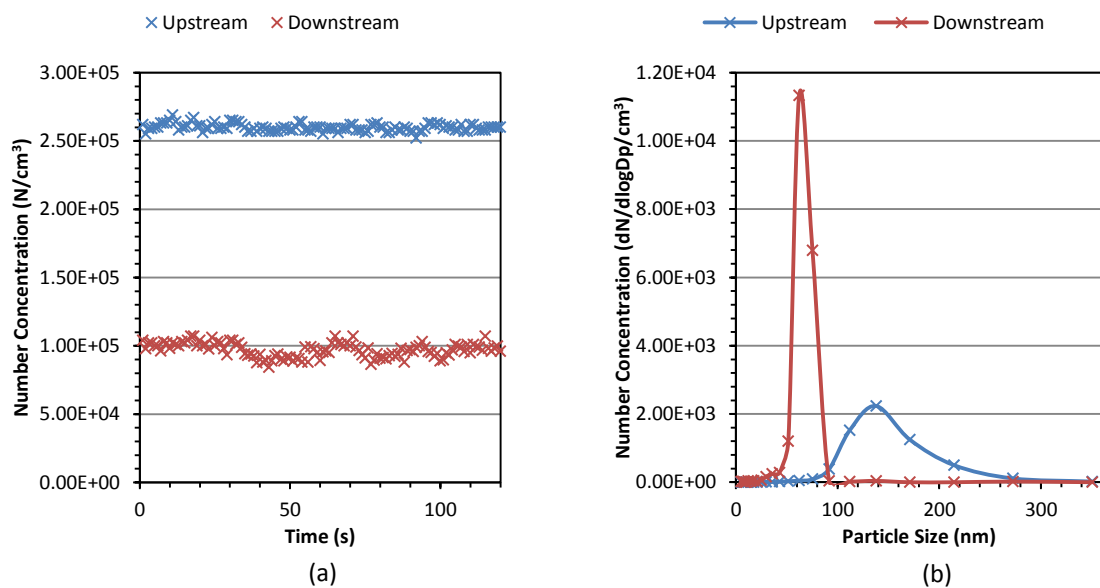 Upstream Downstream
Number Concentration (N/cm³)
3.00E+05
2.50E+05
2.00E+05
1.50E+05
1.00E+05
5.00E+04
0.00E+00
0 50 100
Time (s)
(a)
Upstream Downstream
Number Concentration (dN/dlogDp/cm³)
1.20E+04
1.00E+04
8.00E+03
6.00E+03
4.00E+03
2.00E+03
0.00E+00
0 100 200 300
Particle Size (nm)
(b)